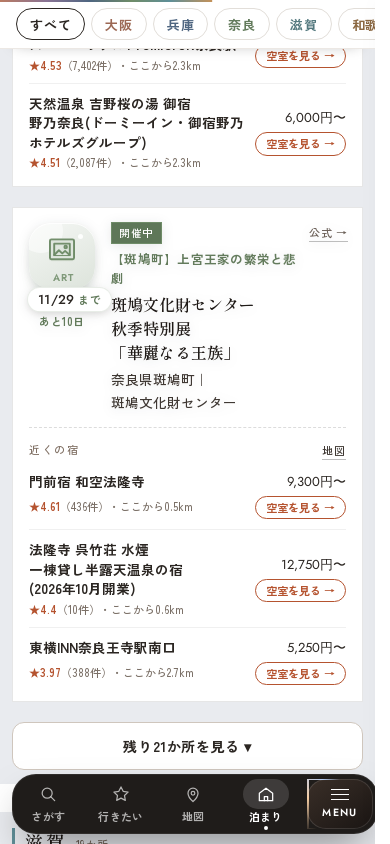 すべて
大阪
兵庫
奈良
滋賀
和歌
★4.53（7,402件）・ここから2.3km
空室を見る →
天然温泉 吉野桜の湯 御宿
野乃奈良(ドーミーイン・御宿野乃
ホテルズグループ)
★4.51（2,087件）・ここから2.3km
6,000円〜
空室を見る →
ART
11/29 まで
あと10日
開催中
公式 →
【斑鳩町】上宮王家の繁栄と悲
劇
斑鳩文化財センター
秋季特別展
「華麗なる王族」
奈良県斑鳩町｜
斑鳩文化財センター
近くの宿
地図
門前宿 和空法隆寺
★4.61（436件）・ここから0.5km
9,300円〜
空室を見る →
法隆寺 呉竹荘 水煙
一棟貸し半露天温泉の宿
(2026年10月開業)
★4.4（10件）・ここから0.6km
12,750円〜
空室を見る →
東横INN奈良王寺駅南口
★3.97（388件）・ここから2.7km
5,250円〜
空室を見る →
残り21か所を見る ▾
さがす
行きたい
地図
泊まり
MENU
滋賀